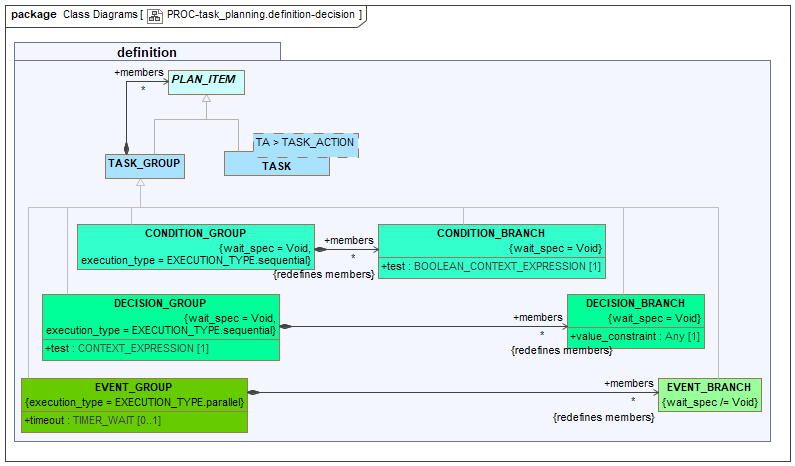 package Class Diagrams [ PROC-task_planning.definition-decision ]
definition
+members
PLAN_ITEM
*
TA > TASK_ACTION
TASK_GROUP
TASK
CONDITION_GROUP
{wait_spec = Void,
execution_type = EXECUTION_TYPE.sequential}
+members
*
{redefines members}
CONDITION_BRANCH
{wait_spec = Void}
+test : BOOLEAN_CONTEXT_EXPRESSION [1]
DECISION_GROUP
{wait_spec = Void,
execution_type = EXECUTION_TYPE.sequential}
+test : CONTEXT_EXPRESSION [1]
+members
*
{redefines members}
DECISION_BRANCH
{wait_spec = Void}
+value_constraint : Any [1]
EVENT_GROUP
{execution_type = EXECUTION_TYPE.parallel}
+timeout : TIMER_WAIT [0..1]
+members
*
{redefines members}
EVENT_BRANCH
{wait_spec /= Void}